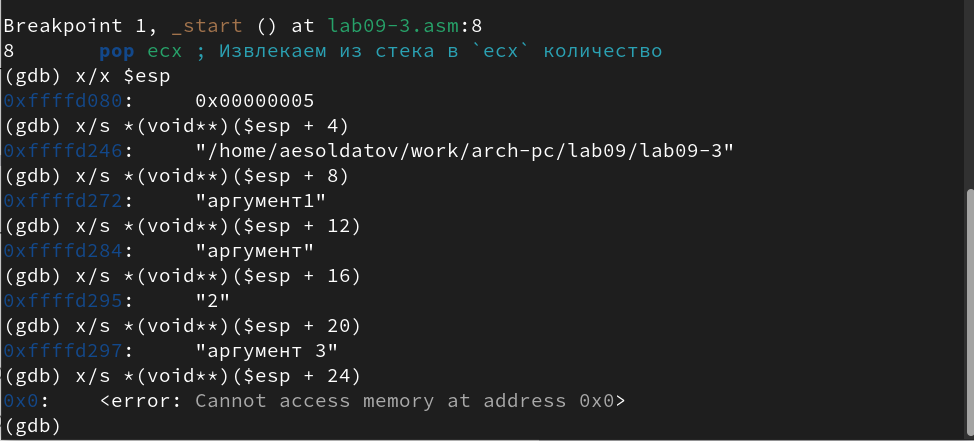 Breakpoint 1, _start () at lab09-3.asm:8
8       pop ecx ; Извлекаем из стека в `ecx` количество
(gdb) x/x $esp
0xffffd080:     0x00000005
(gdb) x/s *(void**)($esp + 4)
0xffffd246:     "/home/aesoldatov/work/arch-pc/lab09/lab09-3"
(gdb) x/s *(void**)($esp + 8)
0xffffd272:     "аргумент1"
(gdb) x/s *(void**)($esp + 12)
0xffffd284:     "аргумент"
(gdb) x/s *(void**)($esp + 16)
0xffffd295:     "2"
(gdb) x/s *(void**)($esp + 20)
0xffffd297:     "аргумент 3"
(gdb) x/s *(void**)($esp + 24)
0x0:    <error: Cannot access memory at address 0x0>
(gdb)